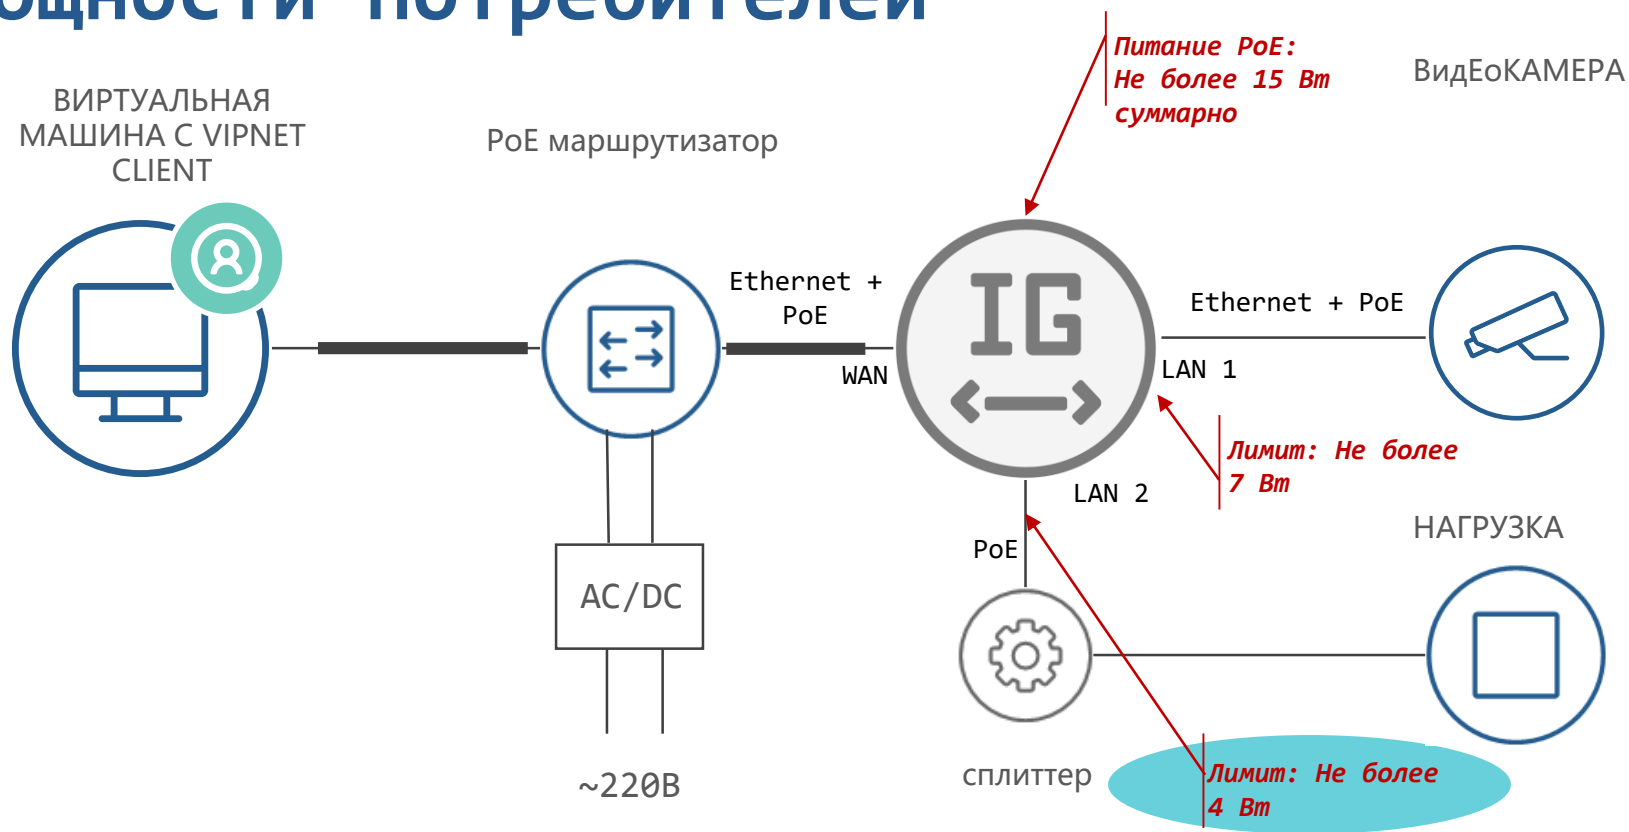 ощности потребителей
Питание PoE:
Не более 15 Вт
суммарно
ВидЕоКАМЕРА
ВИРТУАЛЬНАЯ
МАШИНА С VIPNET
CLIENT
PoE маршрутизатор
Ethernet +
PoE
IG
Ethernet + PoE
WAN
LAN 1
Лимит: Не более
7 Вт
LAN 2
НАГРУЗКА
PoE
AC/DC
сплиттер
~220В
Лимит: Не более
4 Вт